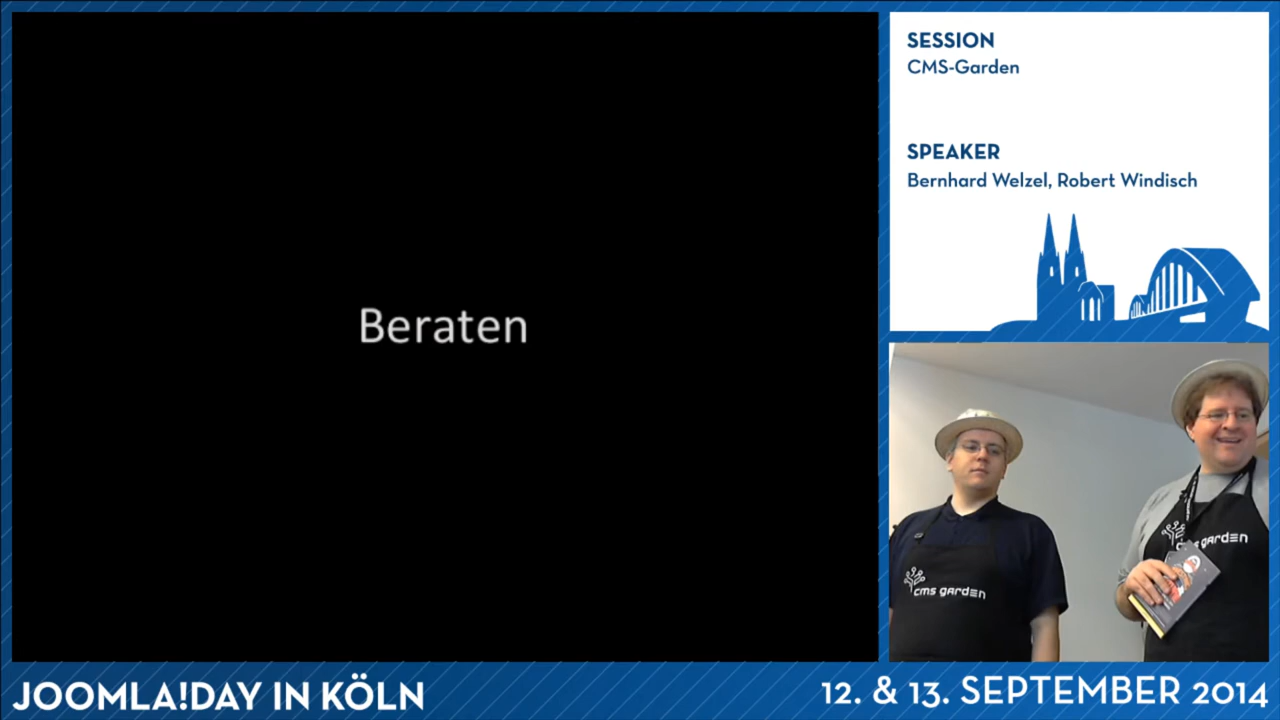 Beraten
SESSION
CMS-Garden
SPEAKER
Bernhard Welzel, Robert Windisch
cms garden
cms garden
JOOMLA!DAY IN KÖLN
12. & 13. SEPTEMBER 2014